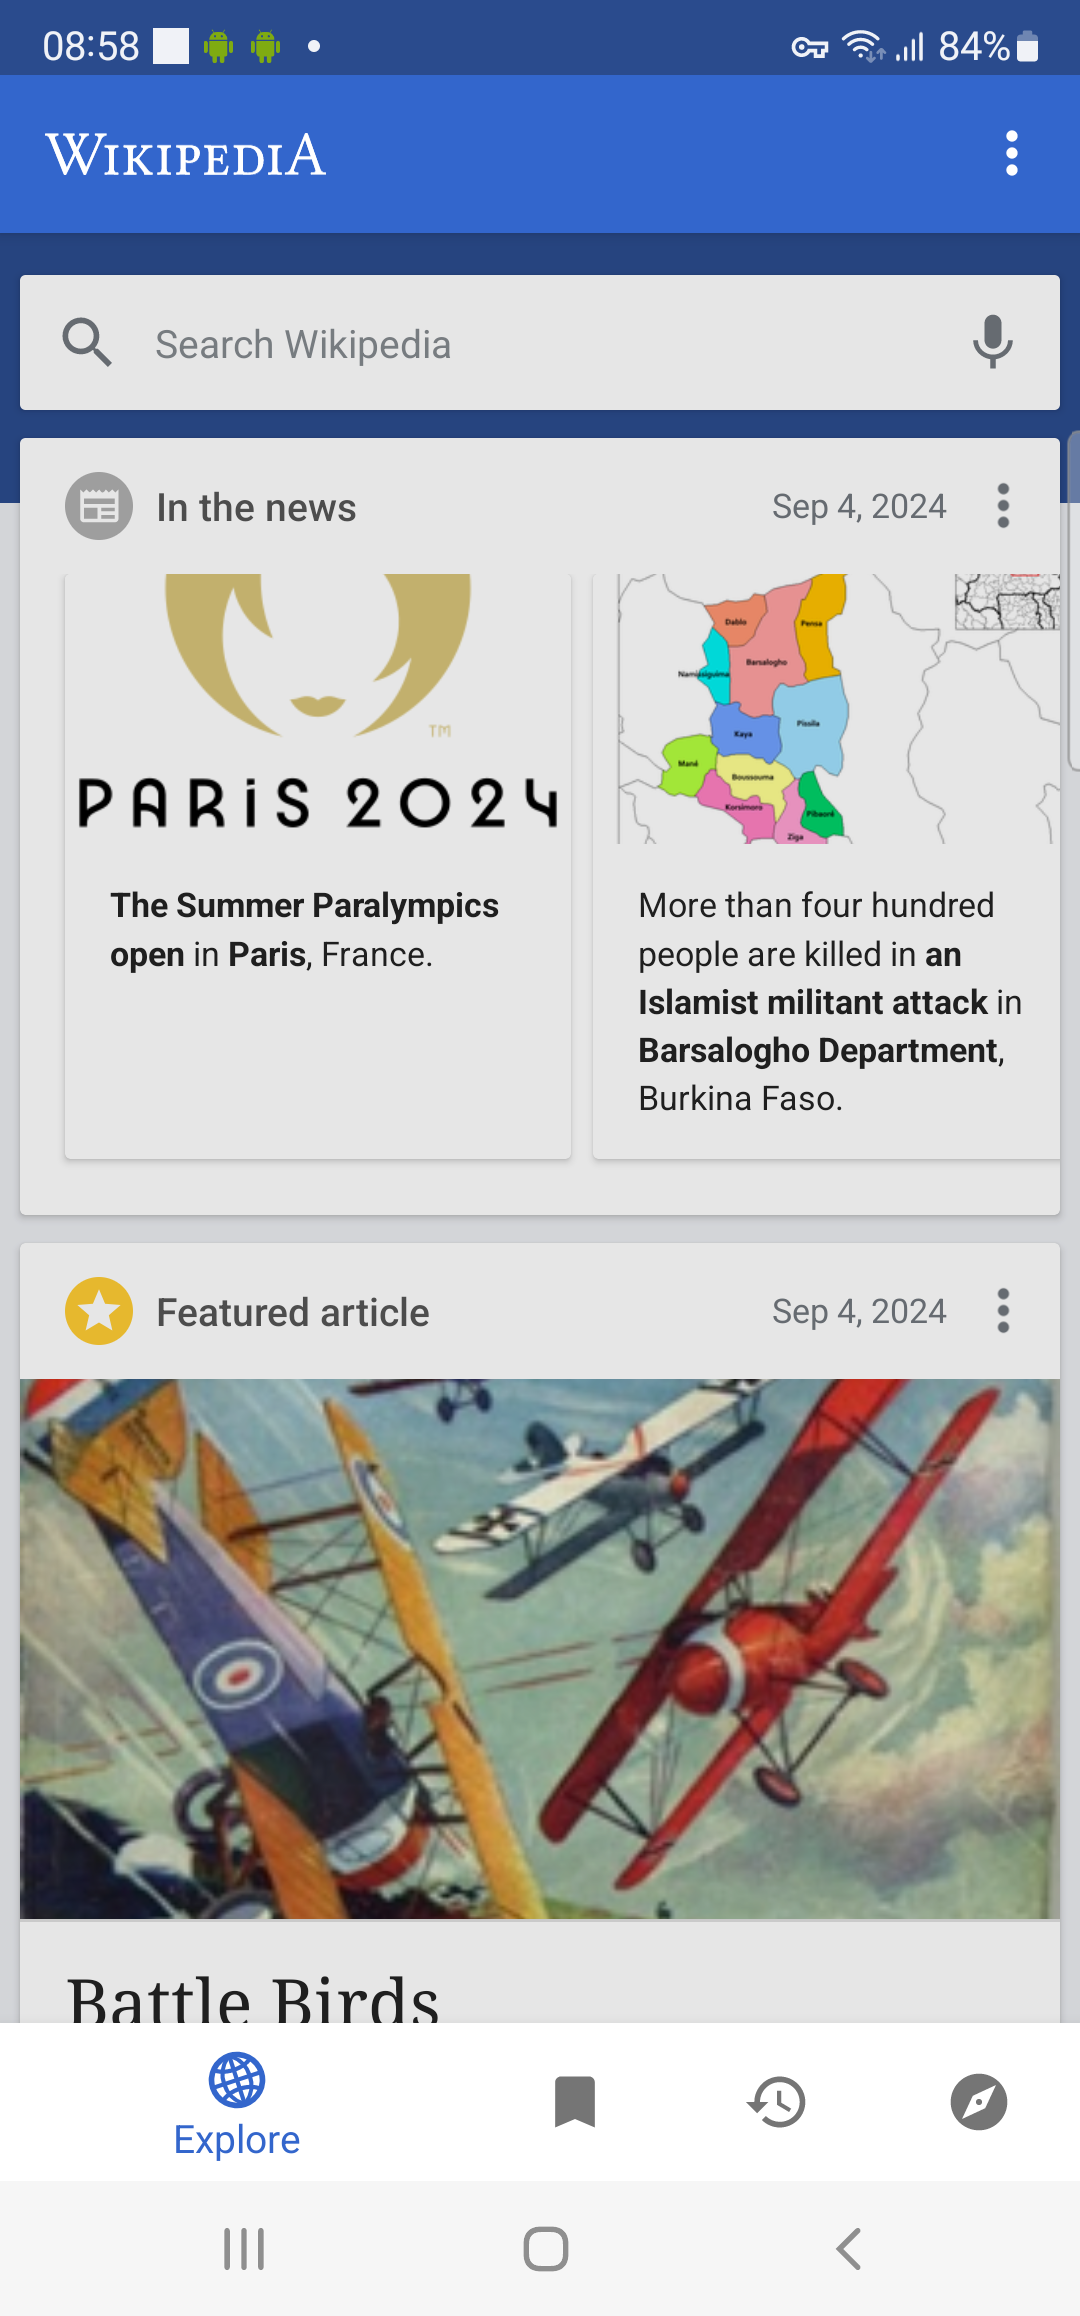 08:58
84%
WIKIPEDIA
Search Wikipedia
In the news
Sep 4, 2024
TM
PARiS 2024
Dablo
Pensa
Barsalogho
Namissiguima
Pissila
Kaya
Mané
Boussouma
Korsimoro
Pibaoré
Ziga
The Summer Paralympics
open in Paris, France.
More than four hundred
people are killed in an
Islamist militant attack in
Barsalogho Department,
Burkina Faso.
Featured article
Sep 4, 2024
Battle Birds
Explore